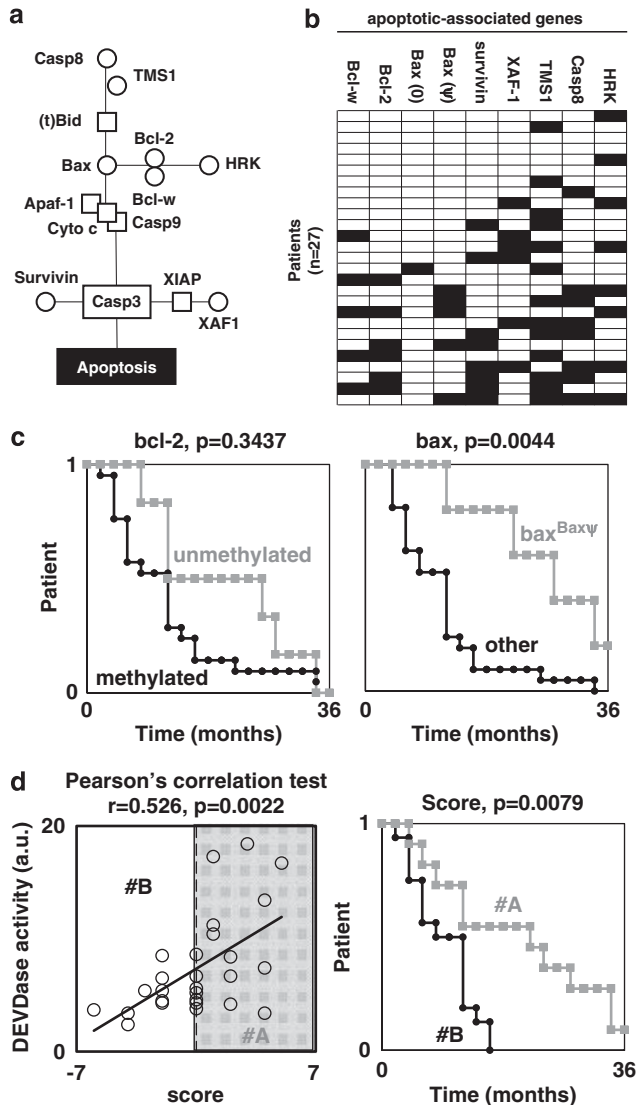 a
Casp8
TMS1
(t)Bid
Bcl-2
Bax
HRK
Bcl-w
Apaf-1
Cyto c
Casp9
Survivin
XIAP
Casp3
XAF1
Apoptosis
b
apoptotic-associated genes
Bcl-w
Bcl-2
Bax (0)
Bax (ψ)
survivin
XAF-1
TMS1
Casp8
HRK
Patients
(n=27)
c
bcl-2, p=0.3437
1
Patient
unmethylated
methylated
0
0
36
Time (months)
bax, p=0.0044
baxBaxψ
other
0
36
Time (months)
d
Pearson's correlation test
r=0.526, p=0.0022
20
DEVDase activity (a.u.)
#B
#A
0
-7
7
score
Score, p=0.0079
1
Patient
#A
#B
0
0
36
Time (months)